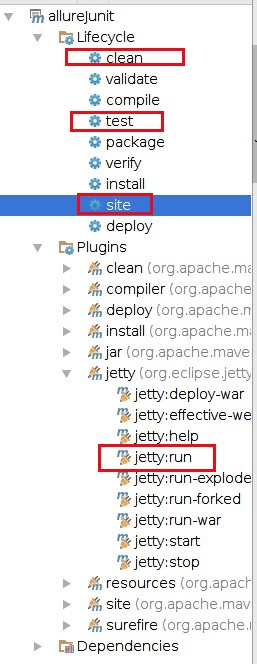 allurejunit
Lifecycle
clean
validate
compile
test
package
verify
install
site
deploy
Plugins
clean (org.apache.mave
compiler (org.apache.m
deploy (org.apache.ma
install (org.apache.ma
jar (org.apache.maven
jetty (org.eclipse.jetty
jetty:deploy-war
jetty:effective-we
jetty:help
jetty:run
jetty:run-explode
jetty:run-forked
jetty:run-war
jetty:start
jetty:stop
resources (org.apach
site (org.apache.mav
surefire (org.apache.
Dependencies